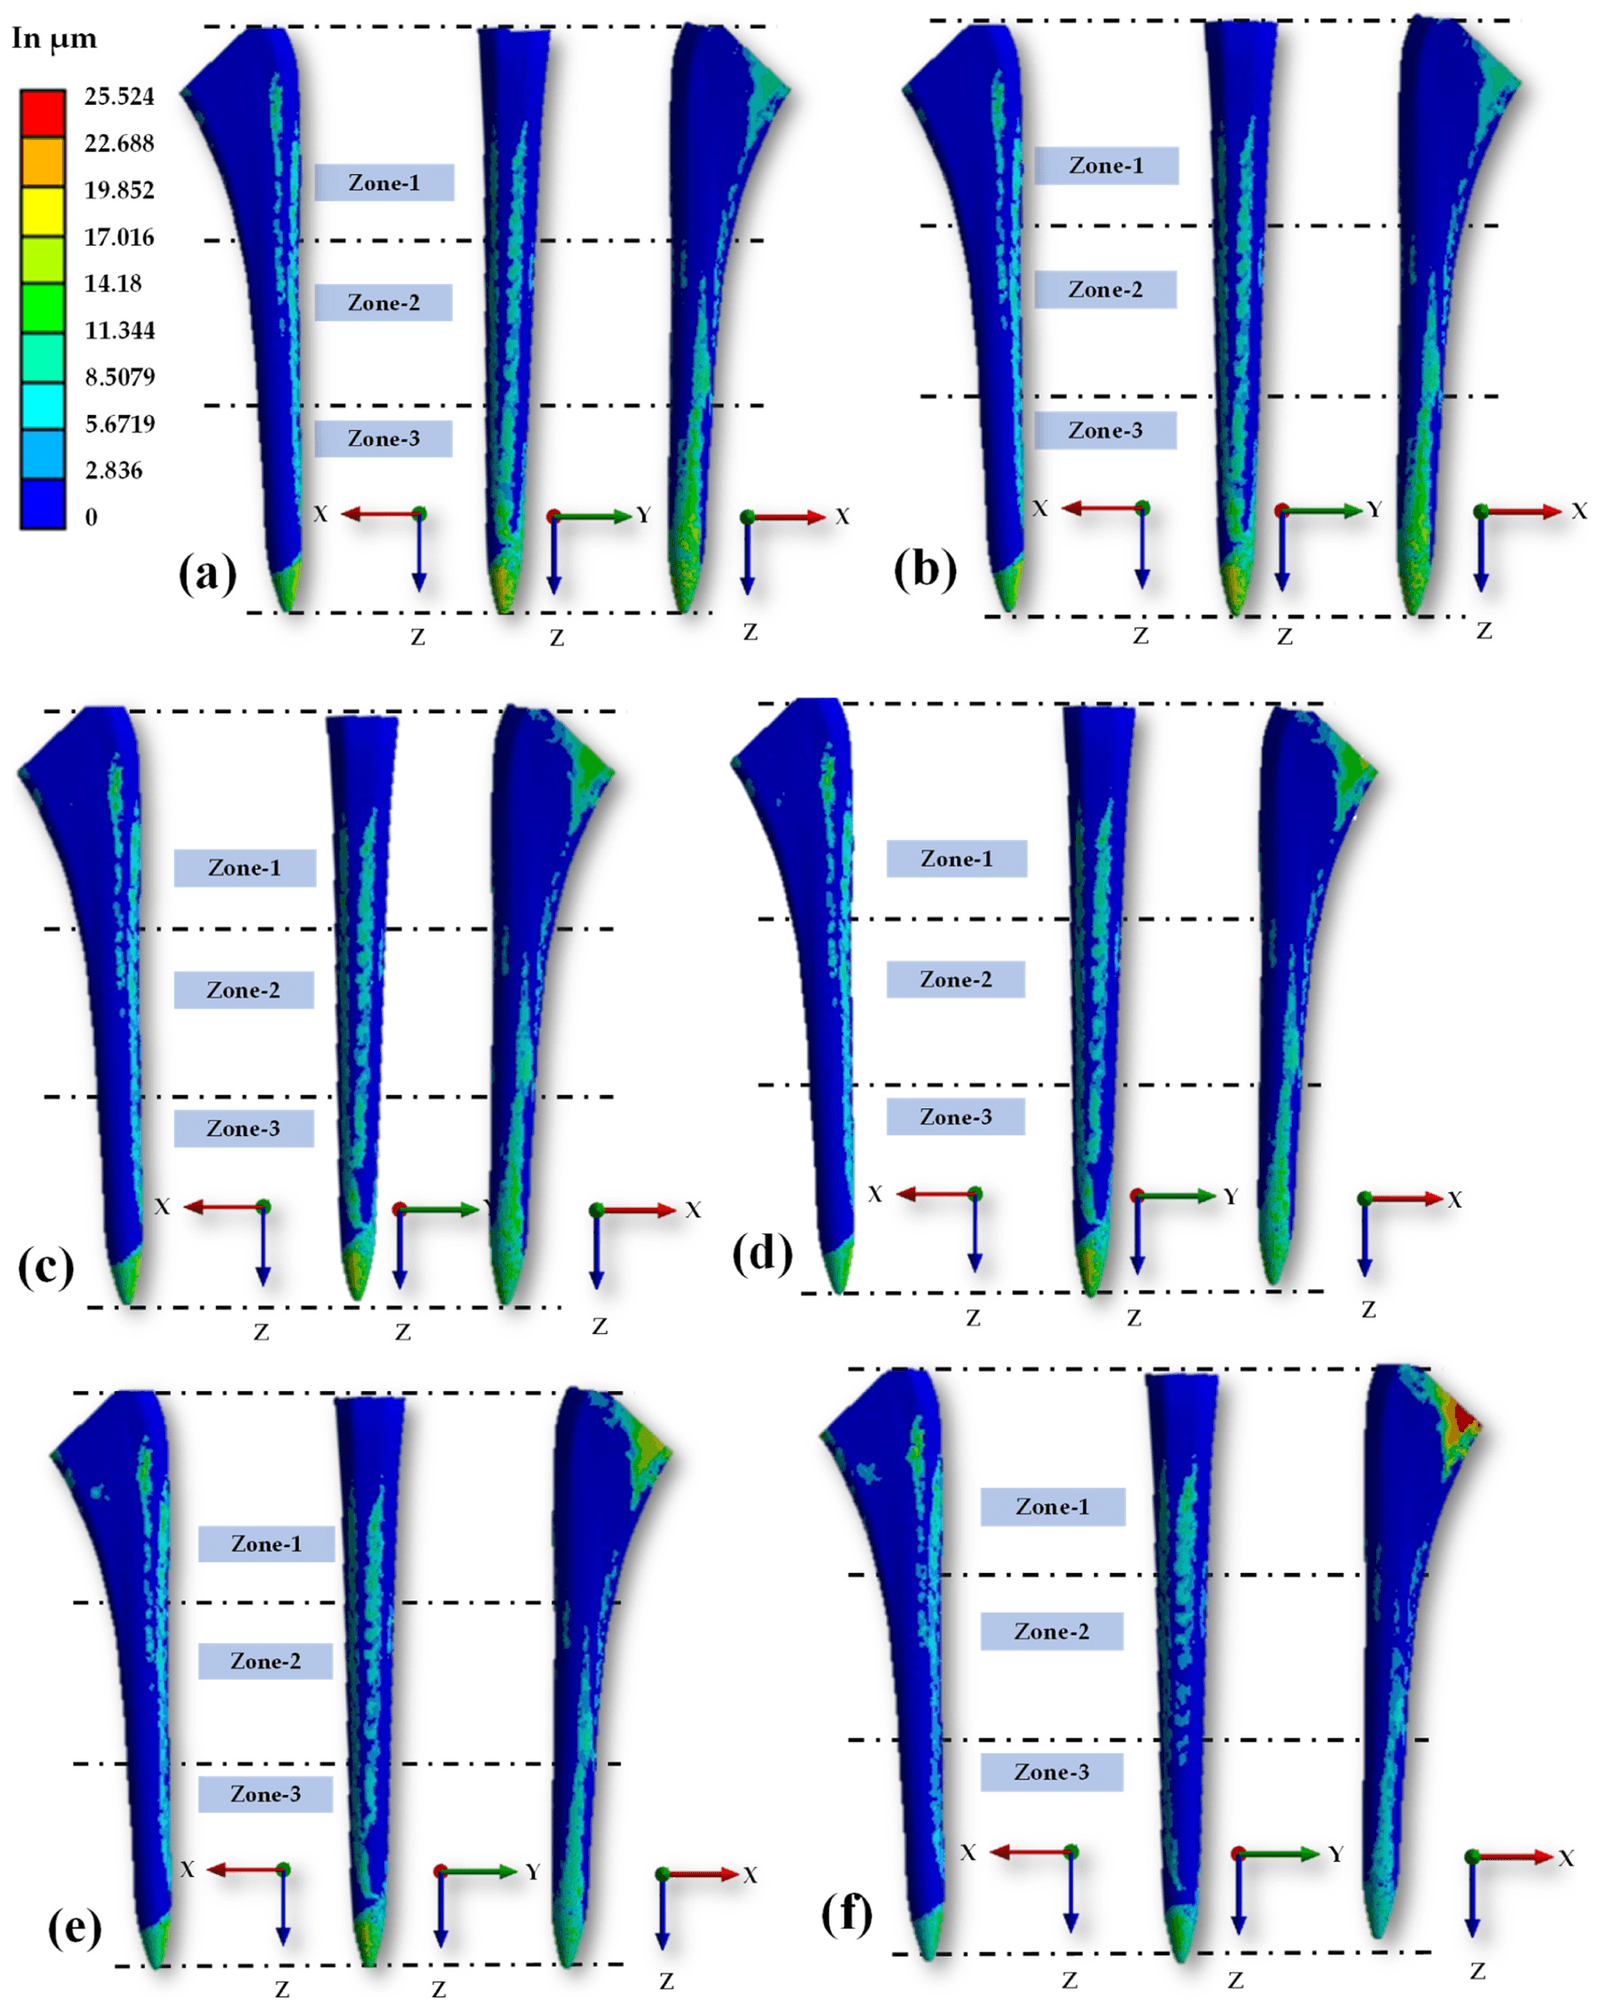 In μm
25.524
22.688
19.852
17.016
14.18
11.344
8.5079
5.6719
2.836
0
Zone-1
Zone-2
Zone-3
X
Y
X
(a)
Z
Z
Z
Zone-1
Zone-2
Zone-3
X
Y
X
(b)
Z
Z
Z
Zone-1
Zone-2
Zone-3
X
Y
X
(c)
Z
Z
Z
Zone-1
Zone-2
Zone-3
X
Y
X
(d)
Z
Z
Z
Zone-1
Zone-2
Zone-3
X
Y
X
(e)
Z
Z
Z
Zone-1
Zone-2
Zone-3
X
Y
X
(f)
Z
Z
Z